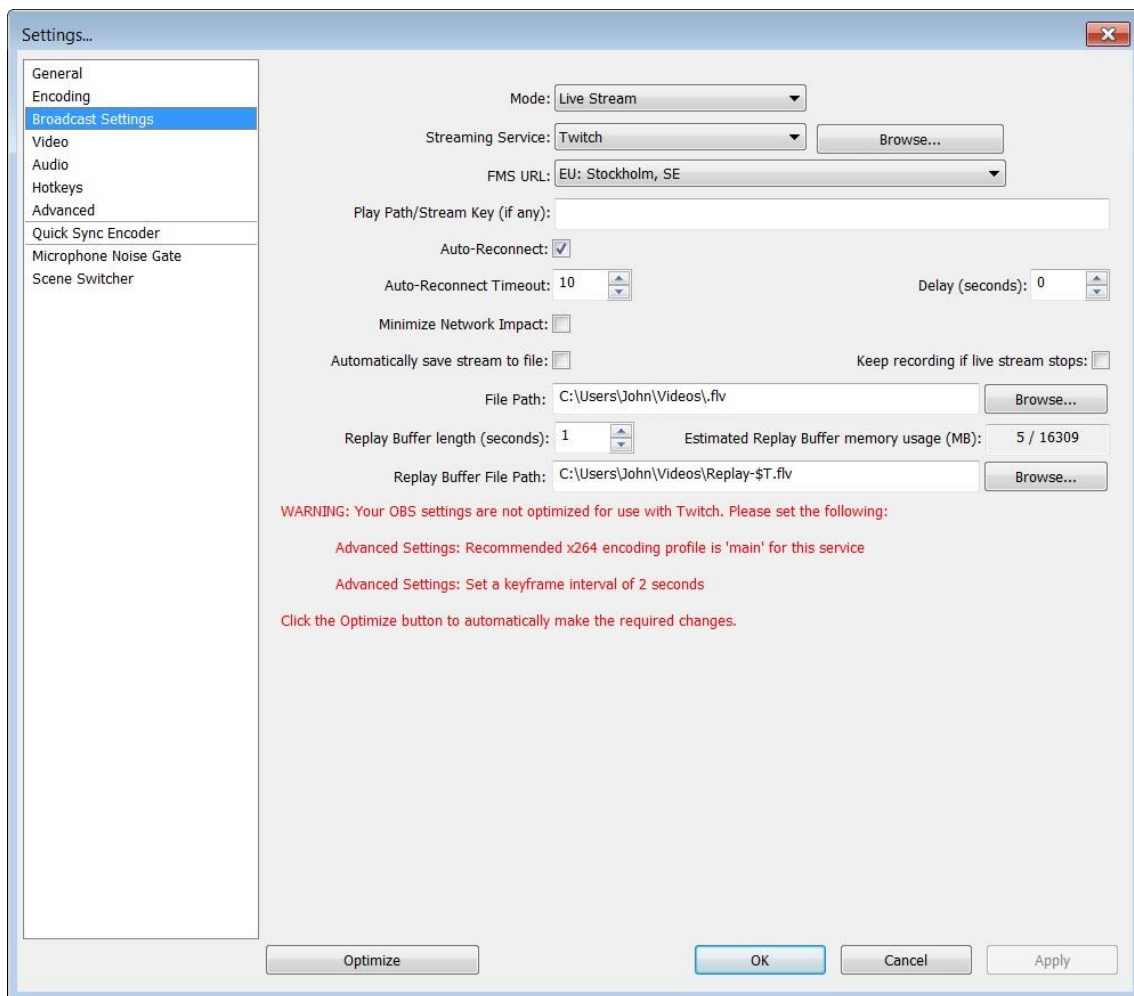 Settings...
General
Encoding
Broadcast Settings
Video
Audio
Hotkeys
Advanced
Quick Sync Encoder
Microphone Noise Gate
Scene Switcher
Mode: Live Stream
Streaming Service: Twitch Browse...
FMS URL: EU: Stockholm, SE
Play Path/Stream Key (if any):
Auto-Reconnect:
Auto-Reconnect Timeout: 10 Delay (seconds): 0
Minimize Network Impact:
Automatically save stream to file: Keep recording if live stream stops:
File Path: C:\Users\John\Videos\.flv Browse...
Replay Buffer length (seconds): 1 Estimated Replay Buffer memory usage (MB): 5 / 16309
Replay Buffer File Path: C:\Users\John\Videos\Replay-$T.flv Browse...
WARNING: Your OBS settings are not optimized for use with Twitch. Please set the following:
Advanced Settings: Recommended x264 encoding profile is 'main' for this service
Advanced Settings: Set a keyframe interval of 2 seconds
Click the Optimize button to automatically make the required changes.
Optimize OK Cancel Apply